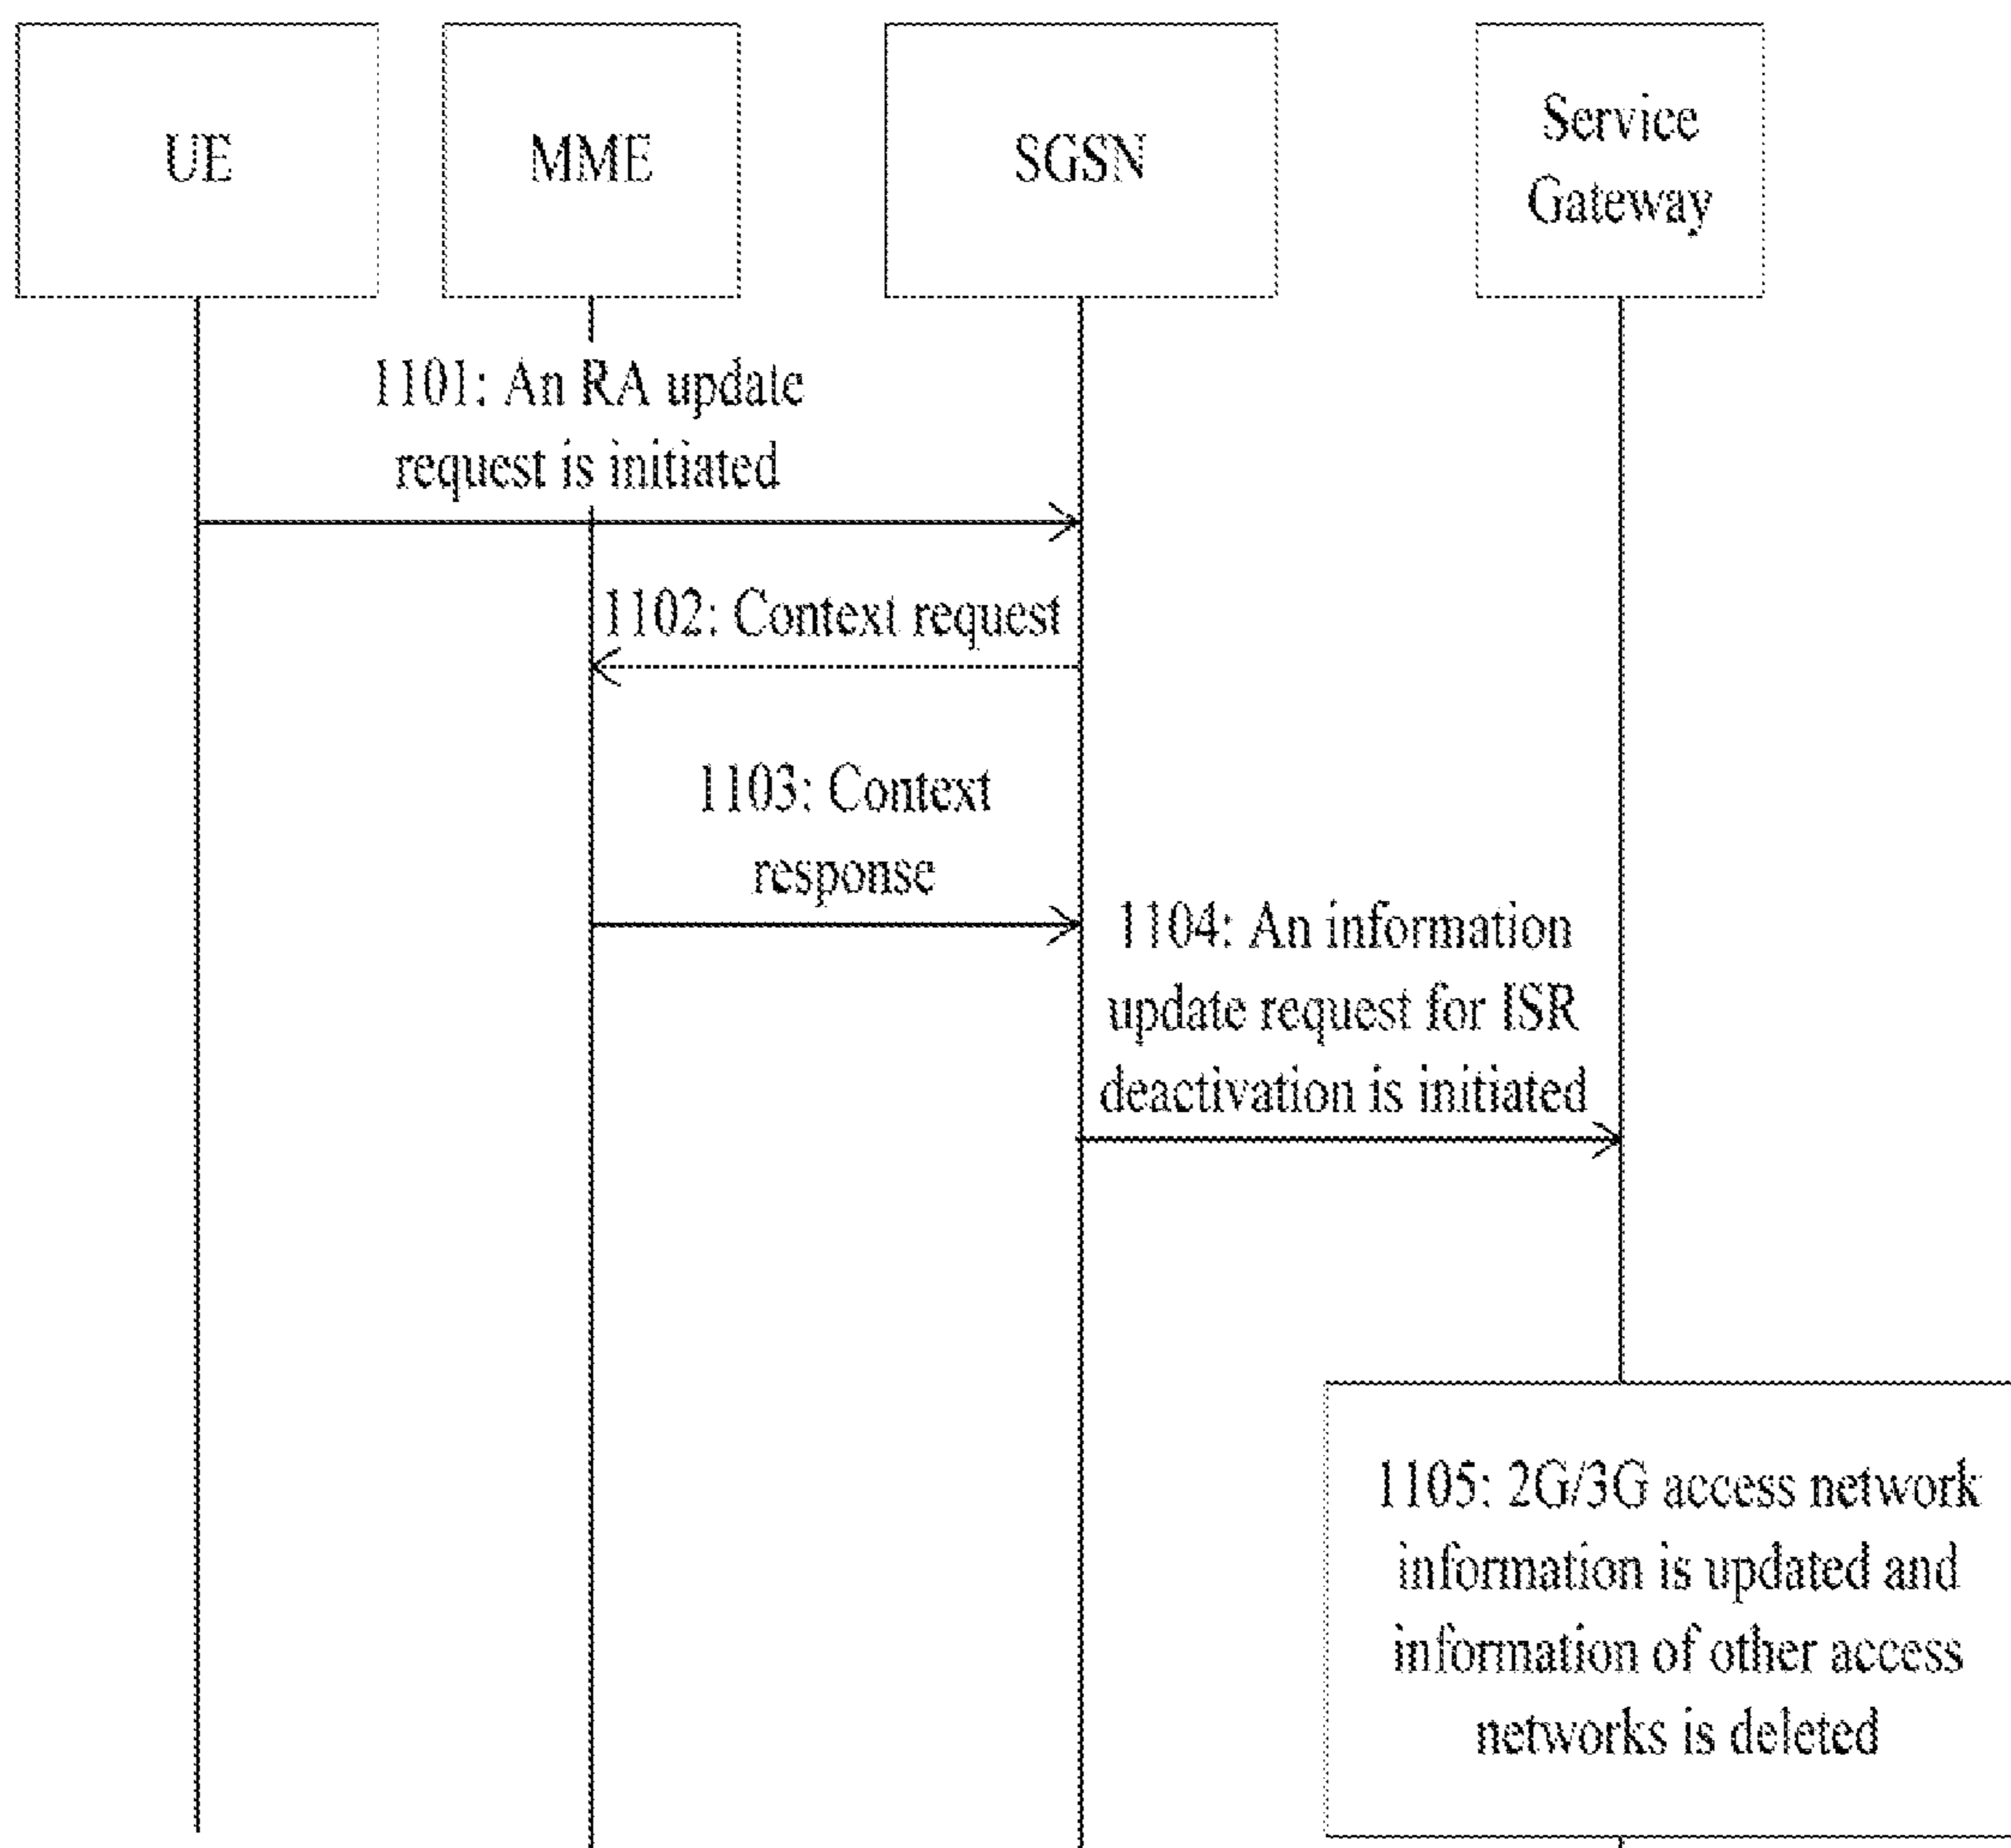 UE
MME
SGSN
Service
Gateway
1101: An RA update
request is initiated
1102: Context request
1103: Context
response
1104: An information
update request for ISR
deactivation is initiated
1105: 2G/3G access network
information is updated and
information of other access
networks is deleted